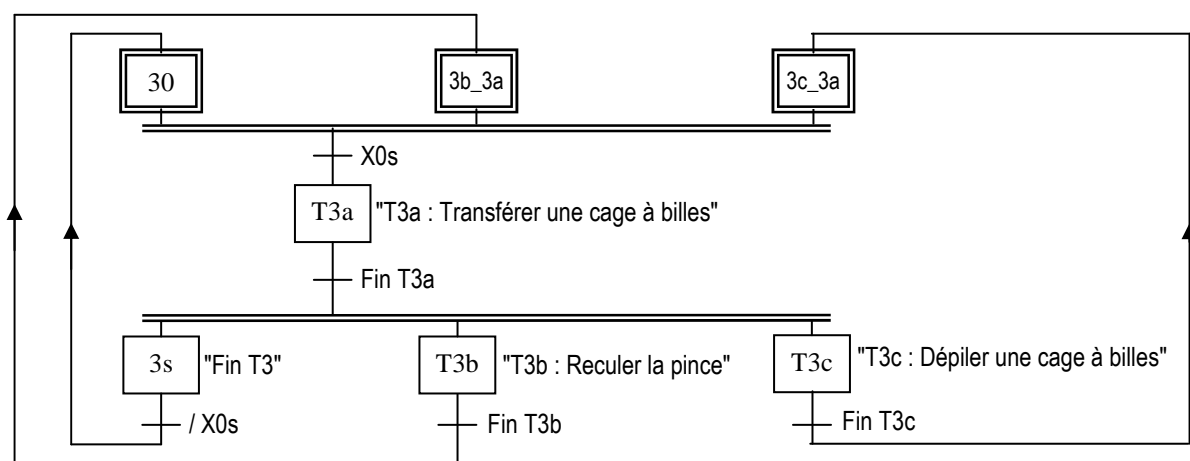 30
3b_3a
3c_3a
X0s
T3a "T3a : Transférer une cage à billes"
Fin T3a
3s "Fin T3"
T3b "T3b : Reculer la pince"
T3c "T3c : Dépiler une cage à billes"
/ X0s
Fin T3b
Fin T3c